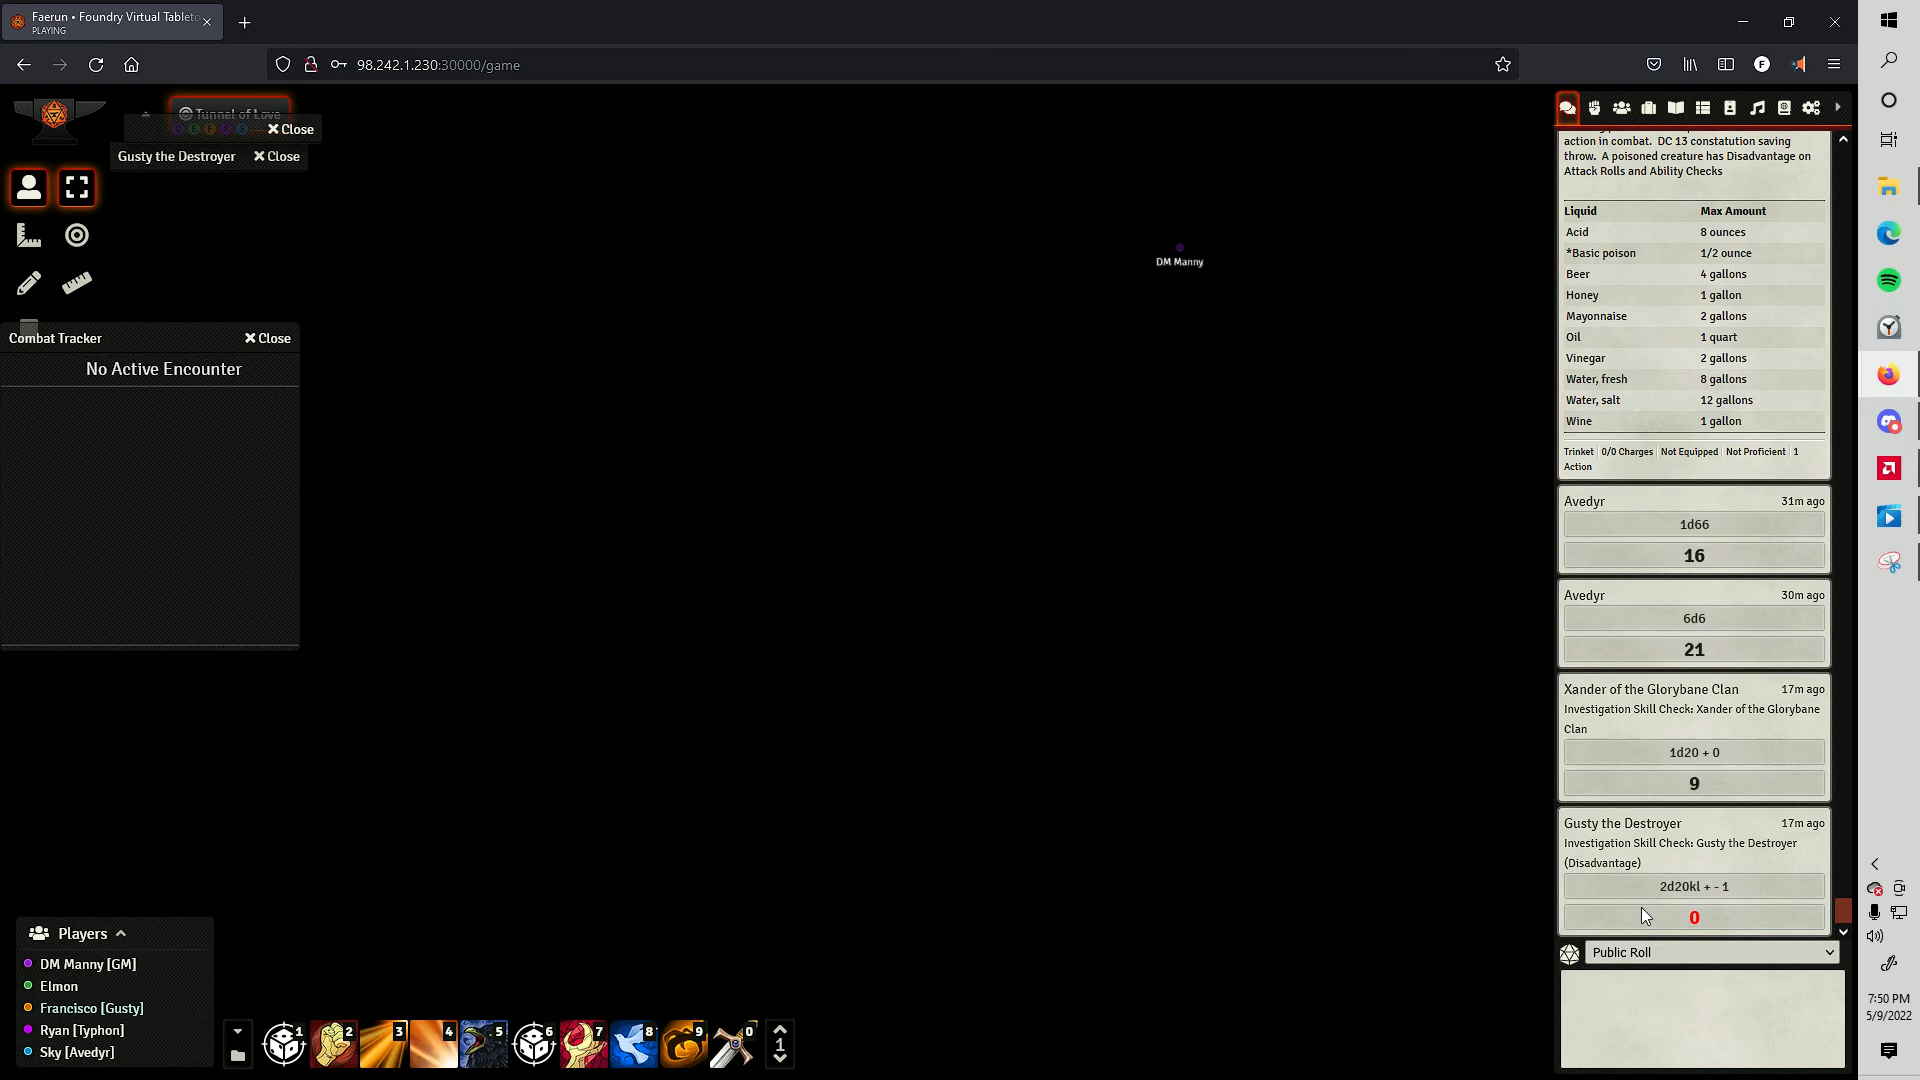 Faerun • Foundry Virtual Tableto
PLAYING
98.242.1.230:30000/game
Tunnel of Love
Close
Gusty the Destroyer Close
Combat Tracker Close
No Active Encounter
DM Manny
Players
DM Manny [GM]
Elmon
Francisco [Gusty]
Ryan [Typhon]
Sky [Avedyr]
1 2 3 4 5 6 7 8 9 0
1
action in combat. DC 13 constatution saving
throw. A poisoned creature has Disadvantage on
Attack Rolls and Ability Checks
Liquid Max Amount
Acid 8 ounces
*Basic poison 1/2 ounce
Beer 4 gallons
Honey 1 gallon
Mayonnaise 2 gallons
Oil 1 quart
Vinegar 2 gallons
Water, fresh 8 gallons
Water, salt 12 gallons
Wine 1 gallon
Trinket 0/0 Charges Not Equipped Not Proficient 1
Action
Avedyr 31m ago
1d66
16
Avedyr 30m ago
6d6
21
Xander of the Glorybane Clan 17m ago
Investigation Skill Check: Xander of the Glorybane
Clan
1d20 + 0
9
Gusty the Destroyer 17m ago
Investigation Skill Check: Gusty the Destroyer
(Disadvantage)
2d20kl + - 1
0
Public Roll
7:50 PM
5/9/2022